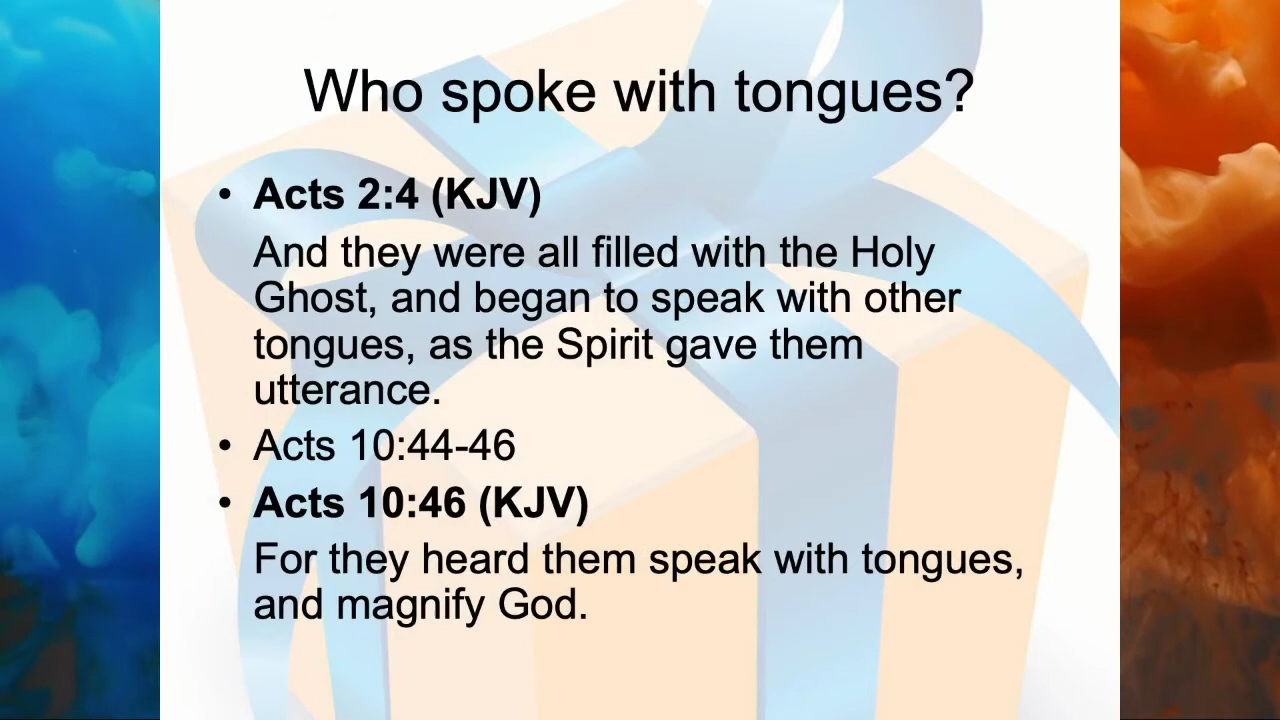 Who spoke with tongues?
• Acts 2:4 (KJV)
And they were all filled with the Holy
Ghost, and began to speak with other
tongues, as the Spirit gave them
utterance.
• Acts 10:44-46
• Acts 10:46 (KJV)
For they heard them speak with tongues,
and magnify God.